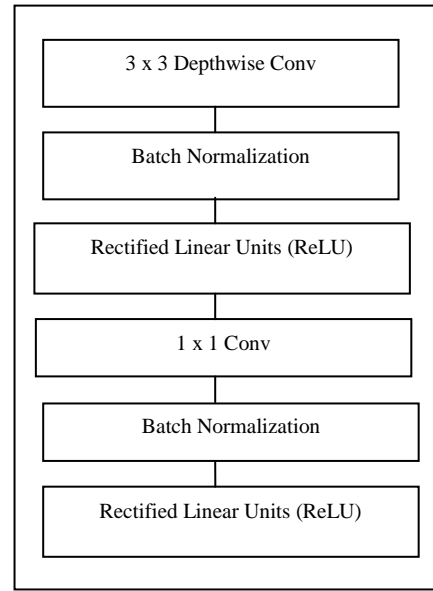 3 x 3 Depthwise Conv
Batch Normalization
Rectified Linear Units (ReLU)
1 x 1 Conv
Batch Normalization
Rectified Linear Units (ReLU)